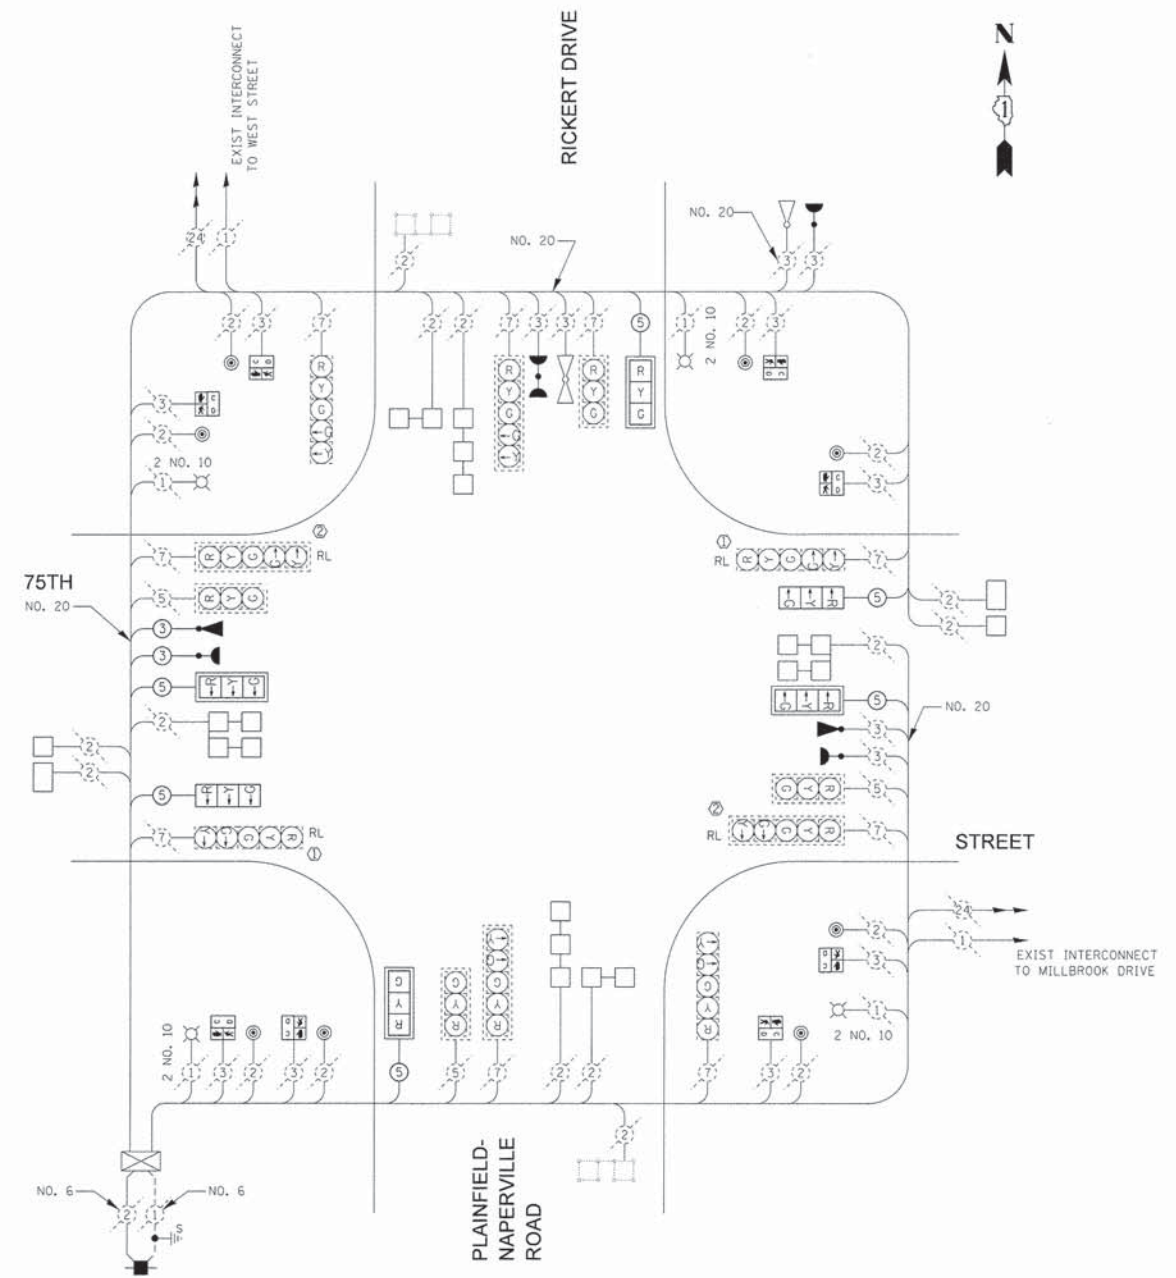 EXIST INTERCONNECT
TO WEST STREET
RICKERT DRIVE
N
1
24
1
2
NO. 20
NO. 20
3
3
2
3
7
2
2
7
3
3
7
5
1
2 NO. 10
2
3
C D
C D
R Y G
R Y G
R Y G
R Y G
3
C D
2
2 NO. 10
1
2
3
C D
2
7
R Y G
RL
1
RL
R Y G
7
75TH
NO. 20
5
R Y G
G Y R
5
2
2
3
3
2
5
R Y G
G Y R
5
NO. 20
2
3
2
2
3
5
R Y G
G Y R
5
2
7
Y G G Y R
RL
1
RL
Y G G Y R
7
STREET
24
1
EXIST INTERCONNECT
TO MILLBROOK DRIVE
2
3
C D
1
2 NO. 10
2 NO. 10
C D
C D
G Y R
G Y R
Y G G Y R
Y G G Y R
C D
1
3
2
3
2
5
5
7
2
2
7
3
2
2
NO. 6
NO. 6
2
1
S
PLAINFIELD-
NAPERVILLE
ROAD